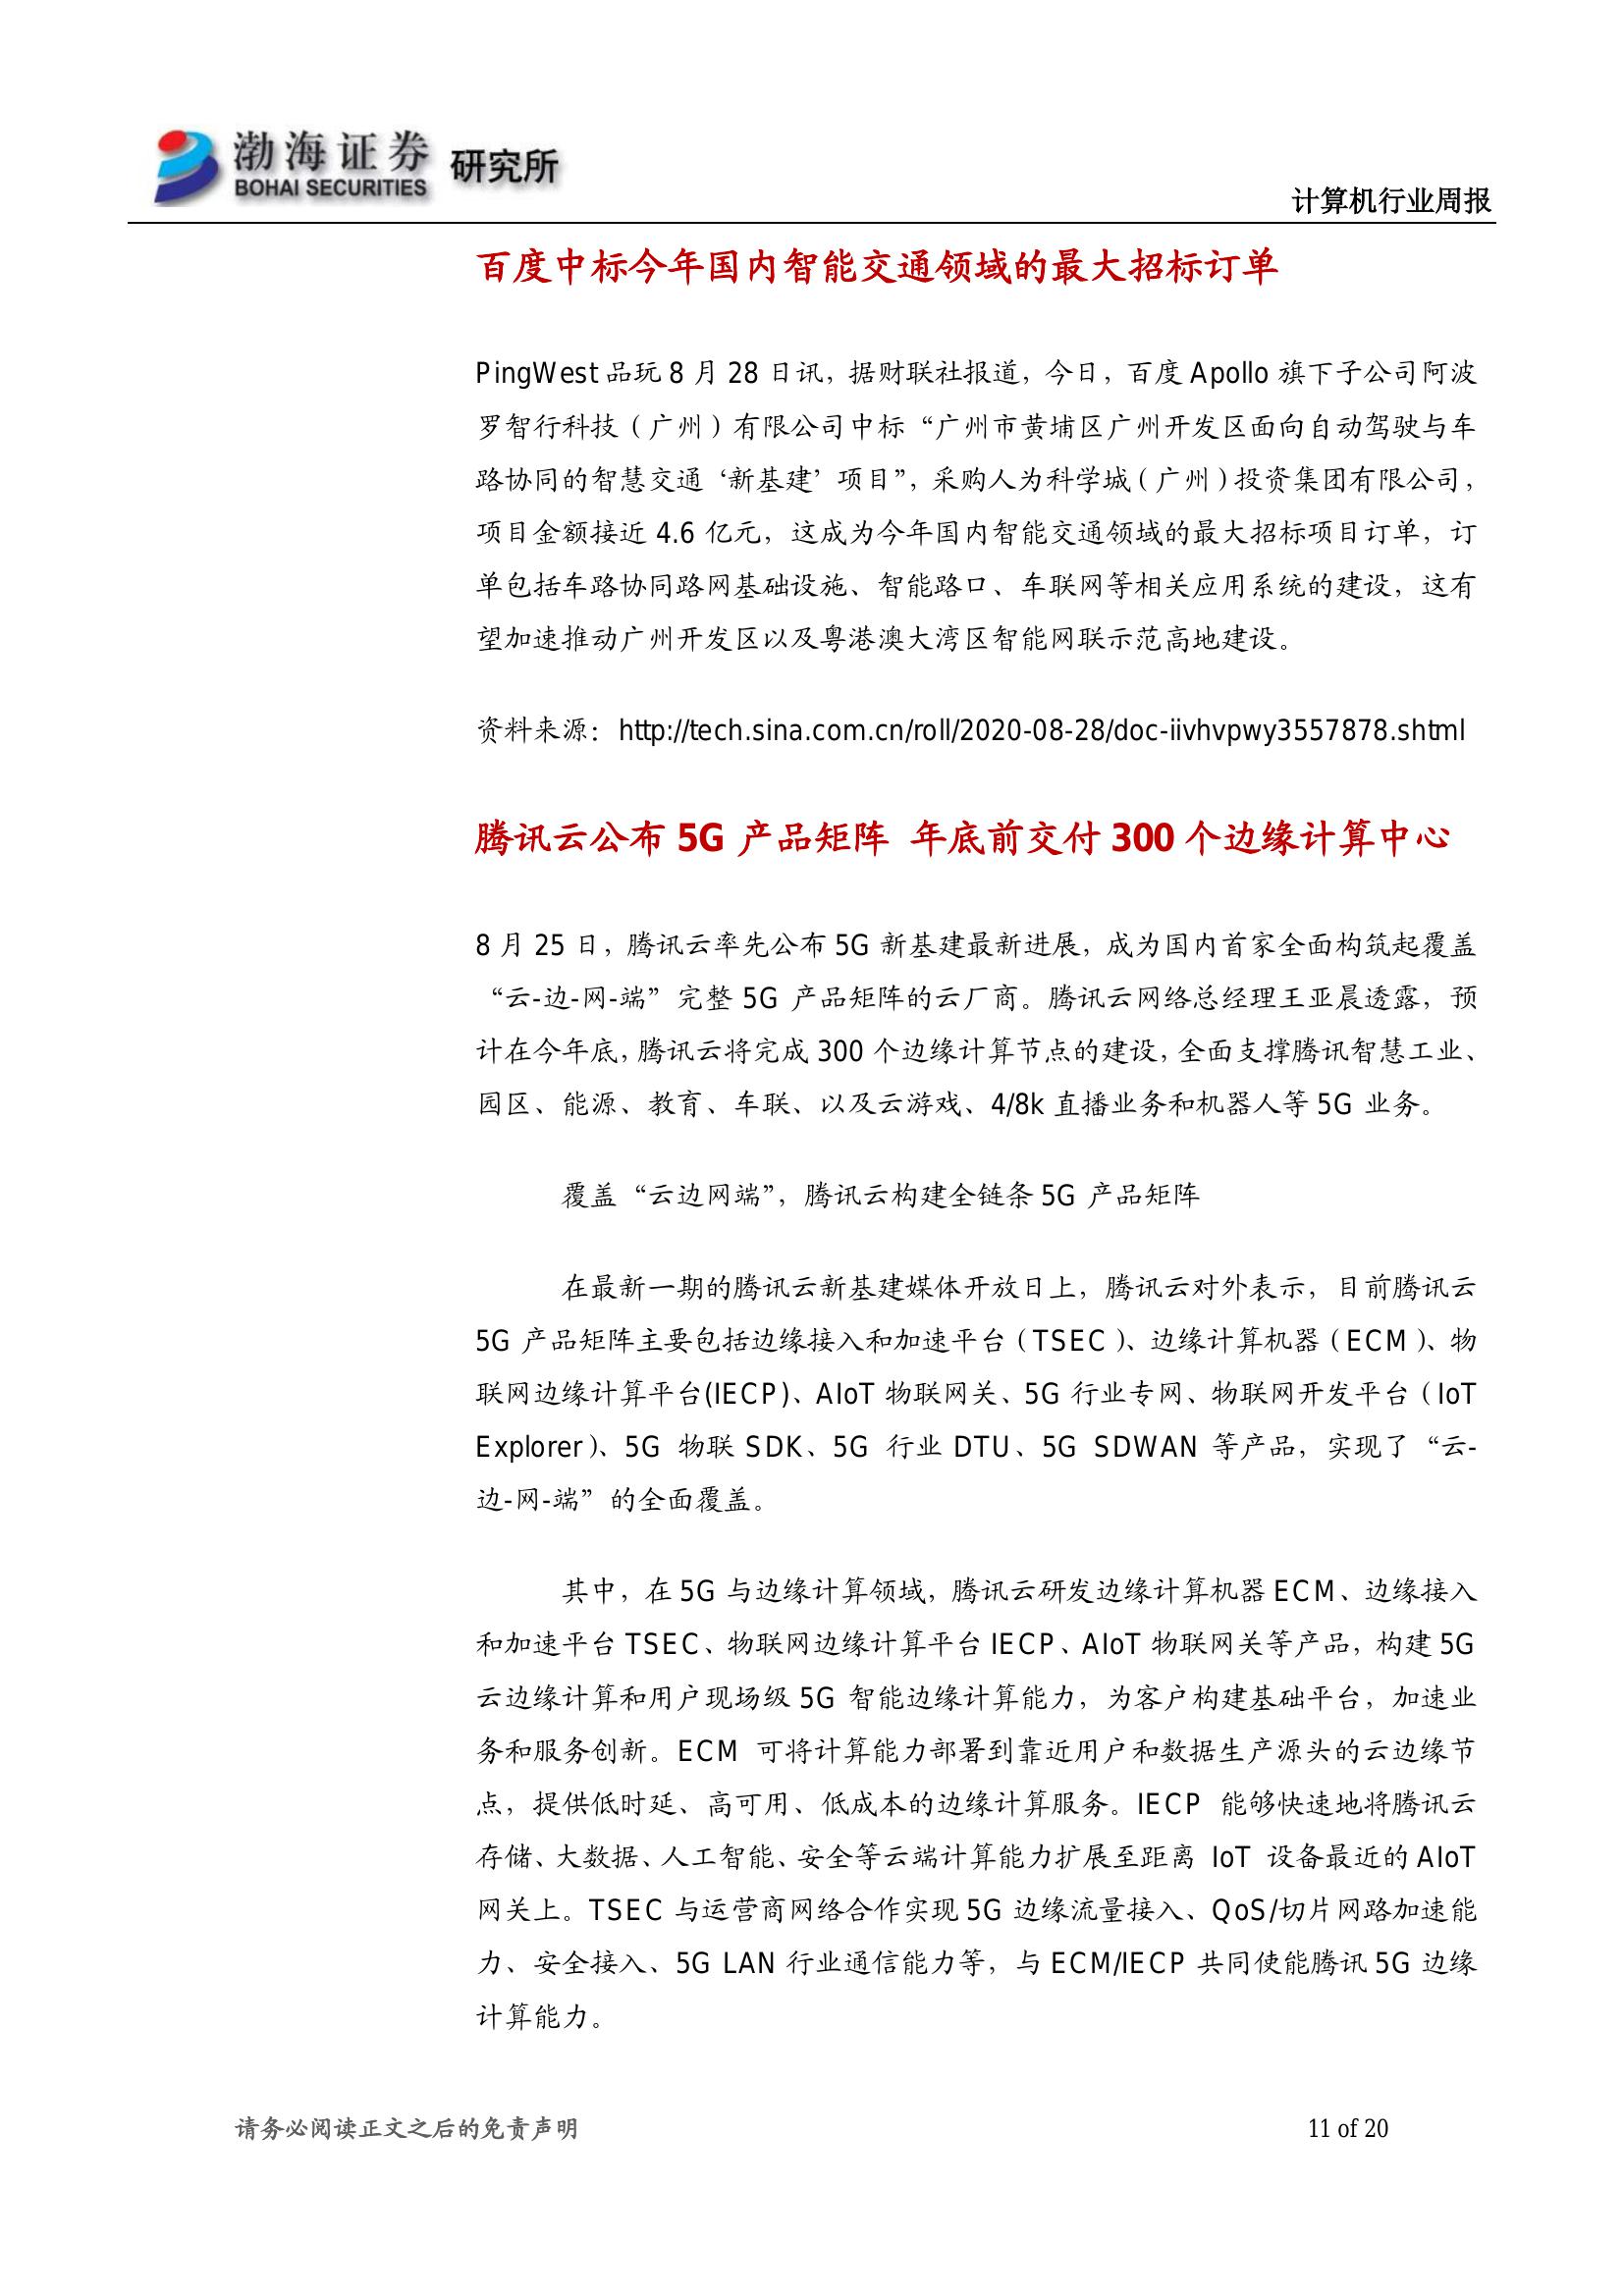 渤海证券
BOHAI SECURITIES
研究所
计算机行业周报
百度中标今年国内智能交通领域的最大招标订单
PingWest 品玩 8 月 28 日讯，据财联社报道，今日，百度 Apollo 旗下子公司阿波
罗智行科技（广州）有限公司中标“广州市黄埔区广州开发区面向自动驾驶与车
路协同的智慧交通‘新基建’项目”，采购人为科学城（广州）投资集团有限公司，
项目金额接近 4.6 亿元，这成为今年国内智能交通领域的最大招标项目订单，订
单包括车路协同路网基础设施、智能路口、车联网等相关应用系统的建设，这有
望加速推动广州开发区以及粤港澳大湾区智能网联示范高地建设。
资料来源：http://tech.sina.com.cn/roll/2020-08-28/doc-iivhvpwy3557878.shtml
腾讯云公布 5G 产品矩阵 年底前交付 300 个边缘计算中心
8 月 25 日，腾讯云率先公布 5G 新基建最新进展，成为国内首家全面构筑起覆盖
“云-边-网-端”完整 5G 产品矩阵的云厂商。腾讯云网络总经理王亚晨透露，预
计在今年底，腾讯云将完成 300 个边缘计算节点的建设，全面支撑腾讯智慧工业、
园区、能源、教育、车联、以及云游戏、4/8k 直播业务和机器人等 5G 业务。
覆盖“云边网端”，腾讯云构建全链条 5G 产品矩阵
在最新一期的腾讯云新基建媒体开放日上，腾讯云对外表示，目前腾讯云
5G 产品矩阵主要包括边缘接入和加速平台（TSEC）、边缘计算机器（ECM）、物
联网边缘计算平台(IECP)、AIoT 物联网关、5G 行业专网、物联网开发平台（IoT
Explorer）、5G 物联 SDK、5G 行业 DTU、5G SDWAN 等产品，实现了“云-
边-网-端”的全面覆盖。
其中，在 5G 与边缘计算领域，腾讯云研发边缘计算机器 ECM、边缘接入
和加速平台 TSEC、物联网边缘计算平台 IECP、AIoT 物联网关等产品，构建 5G
云边缘计算和用户现场级 5G 智能边缘计算能力，为客户构建基础平台，加速业
务和服务创新。ECM 可将计算能力部署到靠近用户和数据生产源头的云边缘节
点，提供低时延、高可用、低成本的边缘计算服务。IECP 能够快速地将腾讯云
存储、大数据、人工智能、安全等云端计算能力扩展至距离 IoT 设备最近的 AIoT
网关上。TSEC 与运营商网络合作实现 5G 边缘流量接入、QoS/切片网路加速能
力、安全接入、5G LAN 行业通信能力等，与 ECM/IECP 共同使能腾讯 5G 边缘
计算能力。
请务必阅读正文之后的免责声明
11 of 20